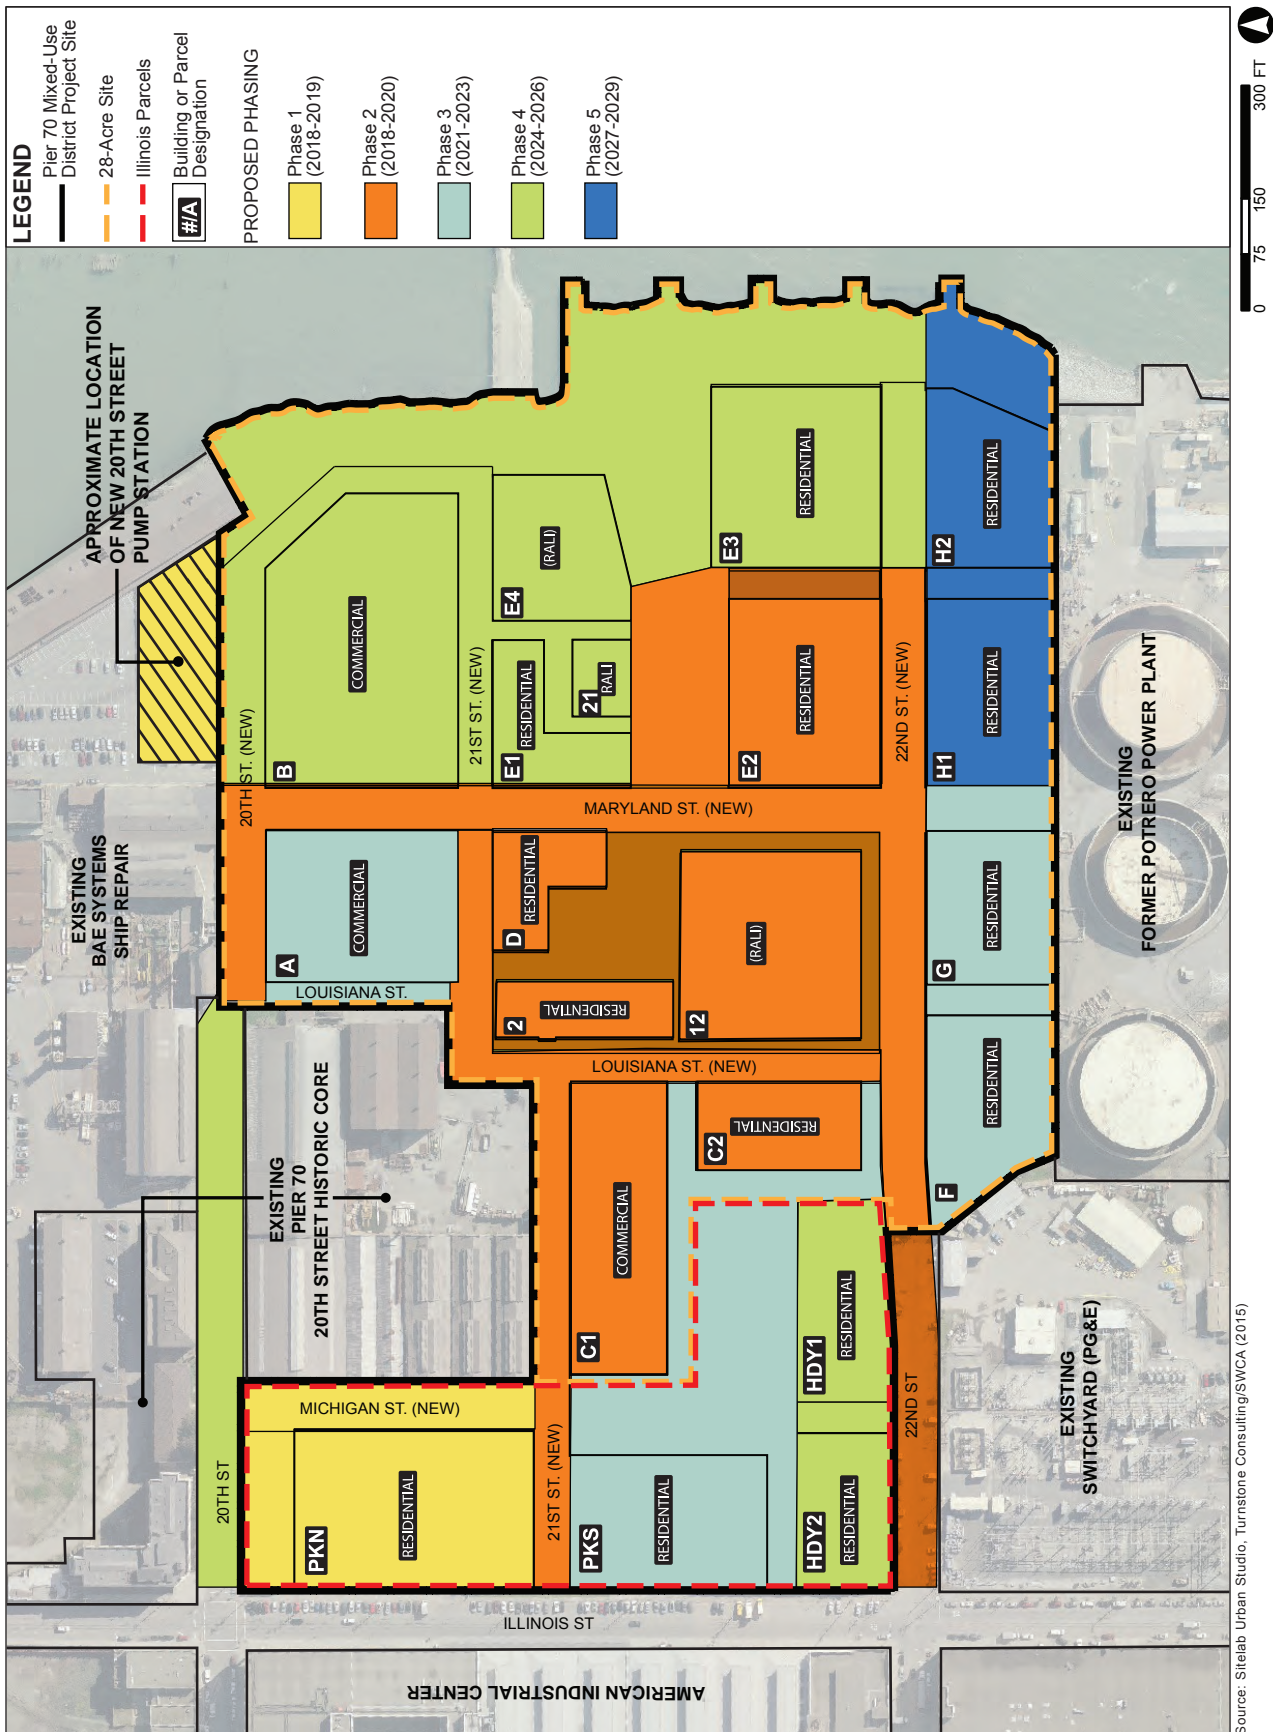 LEGEND
Pier 70 Mixed-Use
District Project Site
28-Acre Site
Illinois Parcels
#/A
Building or Parcel
Designation
PROPOSED PHASING
Phase 1
(2018-2019)
Phase 2
(2018-2020)
Phase 3
(2021-2023)
Phase 4
(2024-2026)
Phase 5
(2027-2029)
0
75
150
300 FT
APPROXIMATE LOCATION
OF NEW 20TH STREET
PUMP STATION
EXISTING
BAE SYSTEMS
SHIP REPAIR
EXISTING
PIER 70
20TH STREET HISTORIC CORE
20TH ST
20TH ST. (NEW)
B
COMMERCIAL
A
COMMERCIAL
LOUISIANA ST.
21ST ST. (NEW)
E4
(RALI)
E1
RESIDENTIAL
21
RALI
E3
RESIDENTIAL
E2
RESIDENTIAL
MARYLAND ST. (NEW)
D
RESIDENTIAL
2
RESIDENTIAL
12
(RALI)
LOUISIANA ST. (NEW)
22ND ST. (NEW)
H2
RESIDENTIAL
H1
RESIDENTIAL
G
RESIDENTIAL
F
RESIDENTIAL
C1
COMMERCIAL
C2
RESIDENTIAL
MICHIGAN ST. (NEW)
PKN
RESIDENTIAL
21ST ST. (NEW)
PKS
RESIDENTIAL
HDY1
RESIDENTIAL
HDY2
RESIDENTIAL
22ND ST
ILLINOIS ST
AMERICAN INDUSTRIAL CENTER
EXISTING
FORMER POTRERO POWER PLANT
EXISTING
SWITCHYARD (PG&E)
Source: Sitelab Urban Studio, Turnstone Consulting/SWCA (2015)